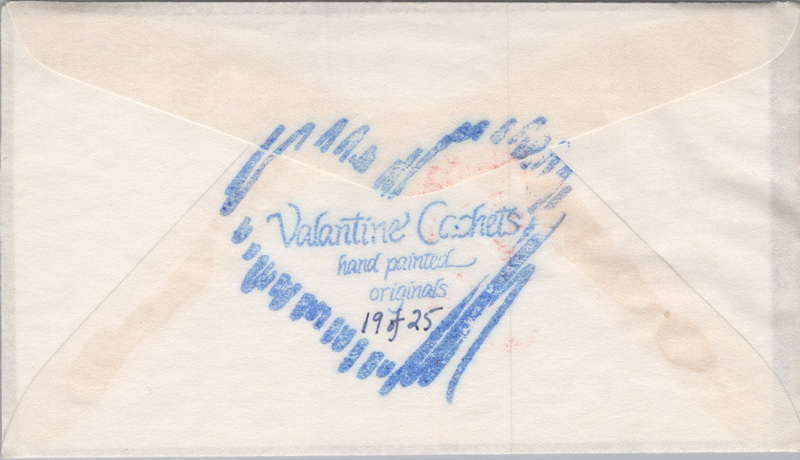 Valantine Cachets
hand painted
originals
19 of 25